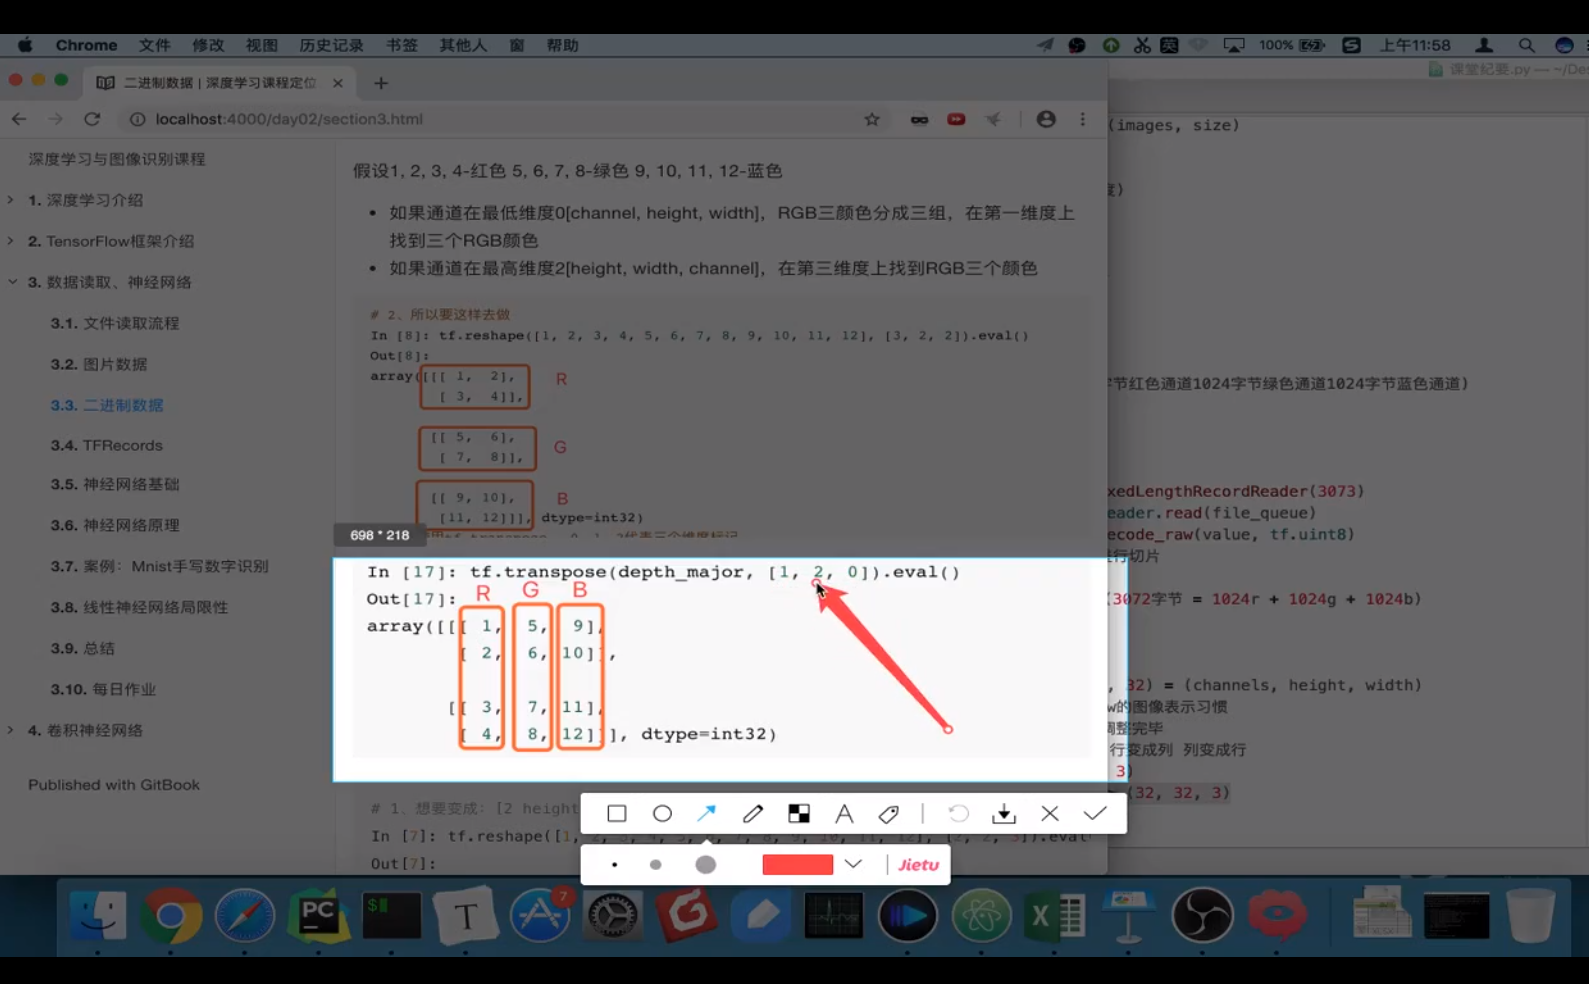 Chrome 文件 修改 视图 历史记录 书签 其他人 窗 帮助
英 100% 上午11:58
二进制数据 | 深度学习课程定位
课堂纪要.py — ~/Des
localhost:4000/day02/section3.html
(images, size)
深度学习与图像识别课程
1. 深度学习介绍
2. TensorFlow框架介绍
3. 数据读取、神经网络
3.1. 文件读取流程
3.2. 图片数据
3.3. 二进制数据
3.4. TFRecords
3.5. 神经网络基础
3.6. 神经网络原理
3.7. 案例：Mnist手写数字识别
3.8. 线性神经网络局限性
3.9. 总结
3.10. 每日作业
4. 卷积神经网络
Published with GitBook
假设1, 2, 3, 4-红色 5, 6, 7, 8-绿色 9, 10, 11, 12-蓝色
如果通道在最低维度0[channel, height, width]，RGB三颜色分成三组，在第一维度上
找到三个RGB颜色
如果通道在最高维度2[height, width, channel]，在第三维度上找到RGB三个颜色
# 2、所以要这样去做
In [8]: tf.reshape([1, 2, 3, 4, 5, 6, 7, 8, 9, 10, 11, 12], [3, 2, 2]).eval()
Out[8]:
array([[[ 1, 2], R
[ 3, 4]],
[[ 5, 6], G
[ 7, 8]],
[[ 9, 10], B
[11, 12]]], dtype=int32)
698 * 218
In [17]: tf.transpose(depth_major, [1, 2, 0]).eval()
Out[17]: R G B
array([[[ 1, 5, 9],
[ 2, 6, 10]],
[[ 3, 7, 11],
[ 4, 8, 12]]], dtype=int32)
# 1、想要变成：[2 height
In [7]: tf.reshape([1,
Out[7]:
节红色通道1024字节绿色通道1024字节蓝色通道)
xedLengthRecordReader(3073)
eader.read(file_queue)
ecode_raw(value, tf.uint8)
行切片
(3072字节 = 1024r + 1024g + 1024b)
, 32) = (channels, height, width)
w的图像表示习惯
调整完毕
行变成列 列变成行
3)
(32, 32, 3)
A
Jietu
PC
T
7
X